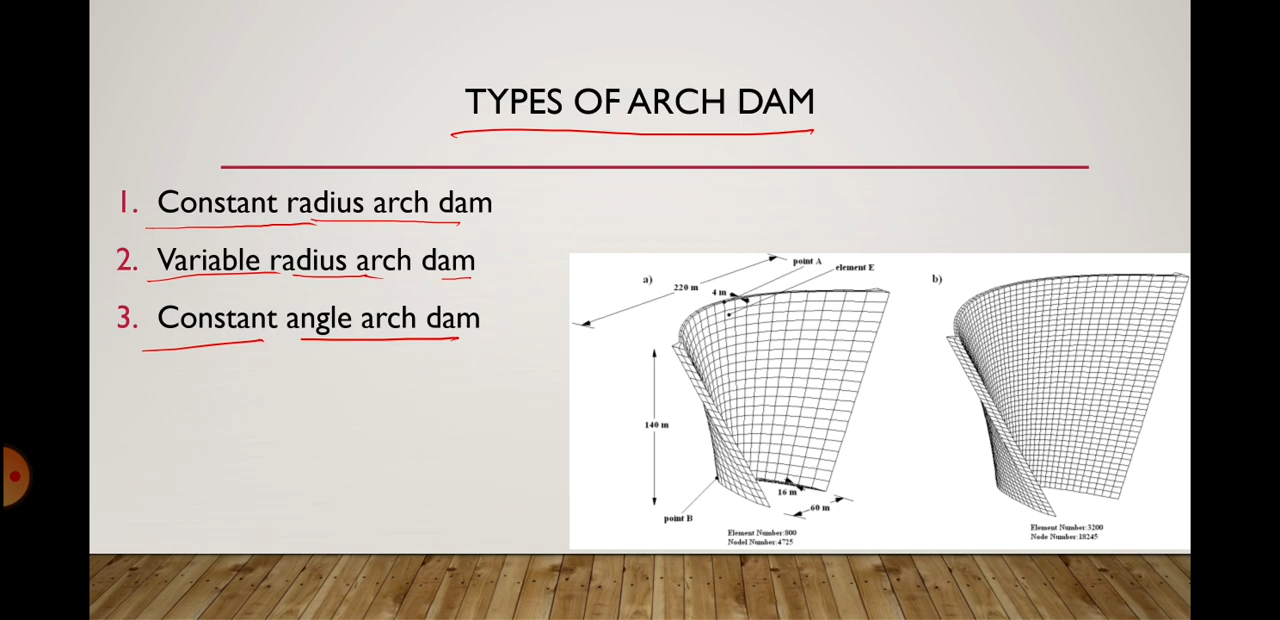 TYPES OF ARCH DAM
1. Constant radius arch dam
2. Variable radius arch dam
3. Constant angle arch dam
a)
220 m
4 m
point A
element E
140 m
16 m
60 m
point B
Element Number:800
Nodel Number:4725
b)
Element Number:3200
Node Number:18245